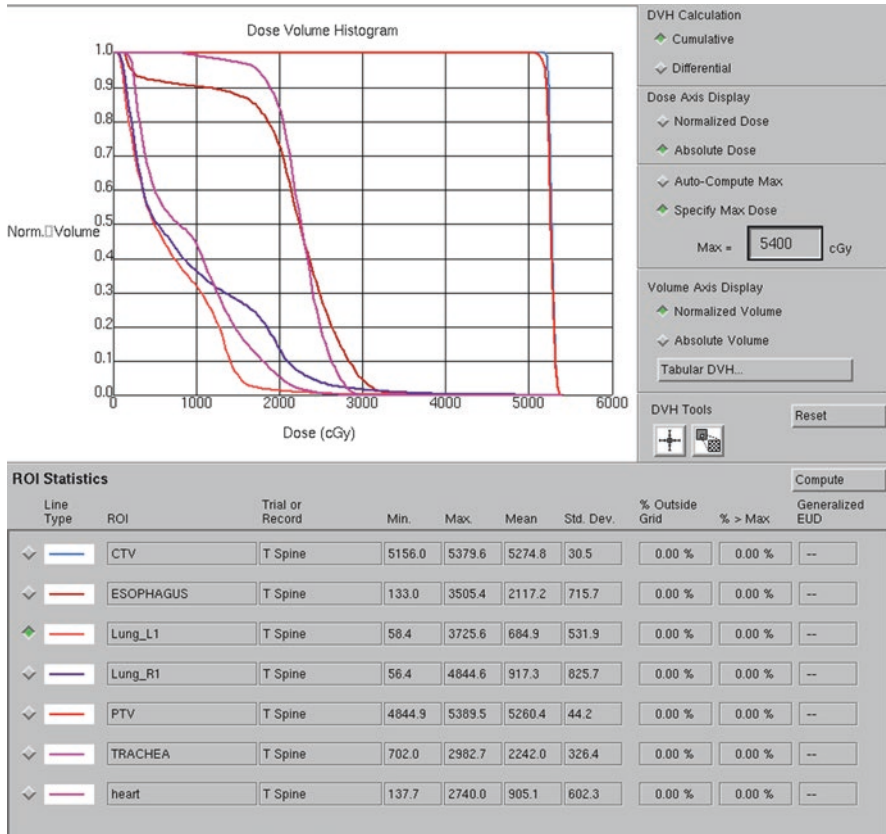 Dose Volume Histogram
1.0
0.9
0.8
0.7
0.6
0.5
0.4
0.3
0.2
0.1
0.0
Norm.▯Volume
0 1000 2000 3000 4000 5000 6000
Dose (cGy)
DVH Calculation
Cumulative
Differential
Dose Axis Display
Normalized Dose
Absolute Dose
Auto-Compute Max
Specify Max Dose
Max = 5400 cGy
Volume Axis Display
Normalized Volume
Absolute Volume
Tabular DVH...
DVH Tools
Reset
ROI Statistics
Compute
Line Type ROI Trial or Record Min. Max. Mean Std. Dev. % Outside Grid % > Max Generalized EUD
CTV T Spine 5156.0 5379.6 5274.8 30.5 0.00 % 0.00 % --
ESOPHAGUS T Spine 133.0 3505.4 2117.2 715.7 0.00 % 0.00 % --
Lung_L1 T Spine 58.4 3725.6 684.9 531.9 0.00 % 0.00 % --
Lung_R1 T Spine 56.4 4844.6 917.3 825.7 0.00 % 0.00 % --
PTV T Spine 4844.9 5389.5 5260.4 44.2 0.00 % 0.00 % --
TRACHEA T Spine 702.0 2982.7 2242.0 326.4 0.00 % 0.00 % --
heart T Spine 137.7 2740.0 905.1 602.3 0.00 % 0.00 % --